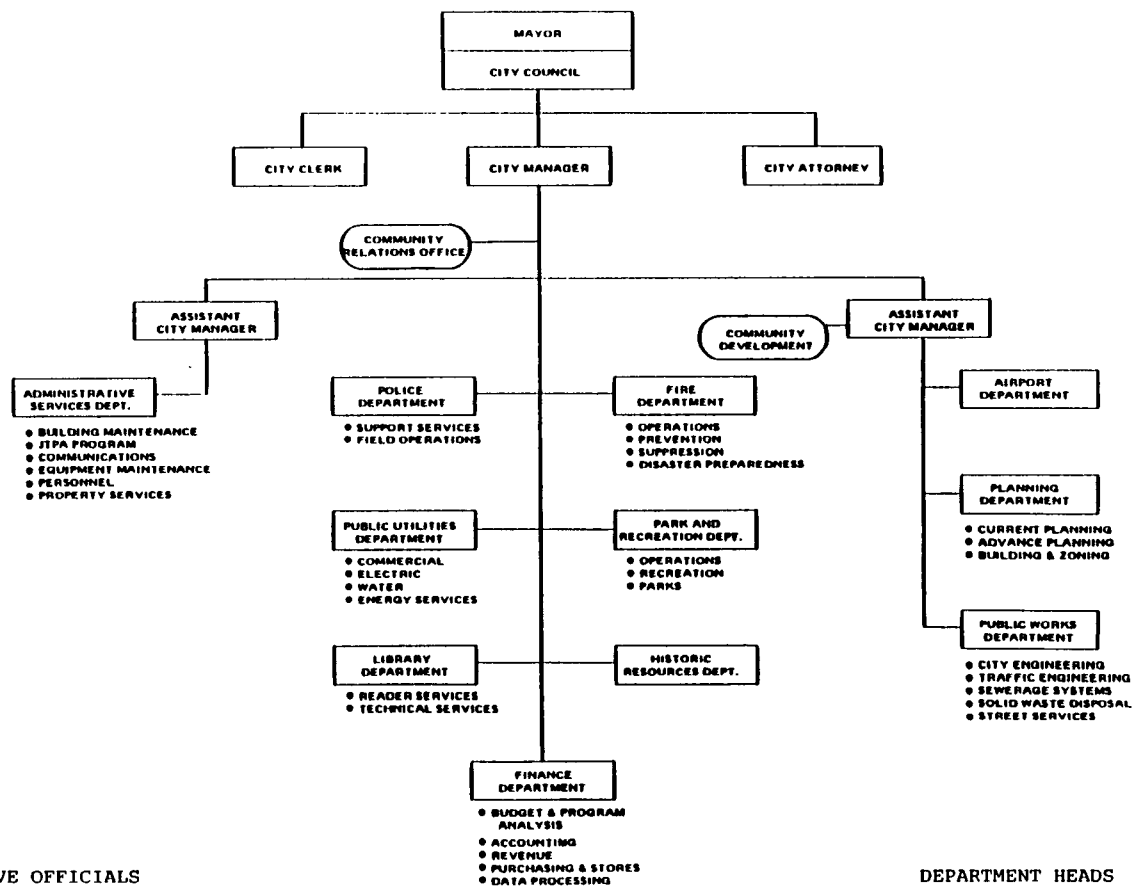 MAYOR
CITY COUNCIL
CITY CLERK
CITY MANAGER
CITY ATTORNEY
COMMUNITY
RELATIONS OFFICE
ASSISTANT
CITY MANAGER
COMMUNITY
DEVELOPMENT
ASSISTANT
CITY MANAGER
ADMINISTRATIVE
SERVICES DEPT.
● BUILDING MAINTENANCE
● JTPA PROGRAM
● COMMUNICATIONS
● EQUIPMENT MAINTENANCE
● PERSONNEL
● PROPERTY SERVICES
POLICE
DEPARTMENT
● SUPPORT SERVICES
● FIELD OPERATIONS
FIRE
DEPARTMENT
● OPERATIONS
● PREVENTION
● SUPPRESSION
● DISASTER PREPAREDNESS
AIRPORT
DEPARTMENT
PUBLIC UTILITIES
DEPARTMENT
● COMMERCIAL
● ELECTRIC
● WATER
● ENERGY SERVICES
PARK AND
RECREATION DEPT.
● OPERATIONS
● RECREATION
● PARKS
PLANNING
DEPARTMENT
● CURRENT PLANNING
● ADVANCE PLANNING
● BUILDING & ZONING
LIBRARY
DEPARTMENT
● READER SERVICES
● TECHNICAL SERVICES
HISTORIC
RESOURCES DEPT.
PUBLIC WORKS
DEPARTMENT
● CITY ENGINEERING
● TRAFFIC ENGINEERING
● SEWERAGE SYSTEMS
● SOLID WASTE DISPOSAL
● STREET SERVICES
FINANCE
DEPARTMENT
● BUDGET & PROGRAM
ANALYSIS
● ACCOUNTING
● REVENUE
● PURCHASING & STORES
● DATA PROCESSING
VE OFFICIALS
DEPARTMENT HEADS